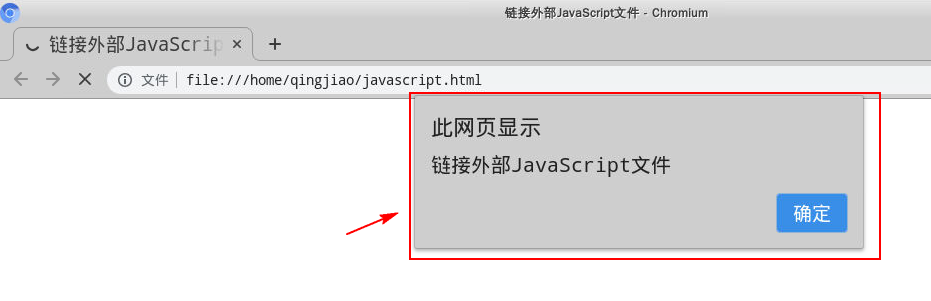 链接外部JavaScript文件 - Chromium
链接外部JavaScrip
文件 file:///home/qingjiao/javascript.html
此网页显示
链接外部JavaScript文件
确定